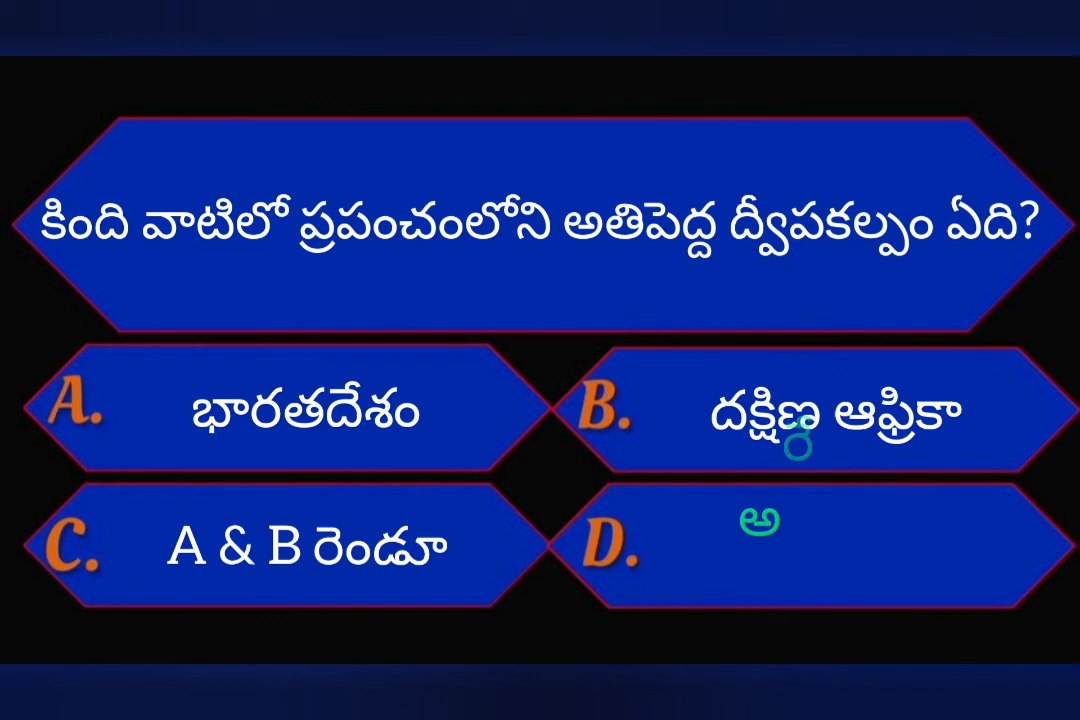 కింది వాటిలో ప్రపంచంలోని అతిపెద్ద ద్వీపకల్పం ఏది?
A. భారతదేశం
B. దక్షిణ ఆఫ్రికా
ర
C. A & B రెండూ
D. అ